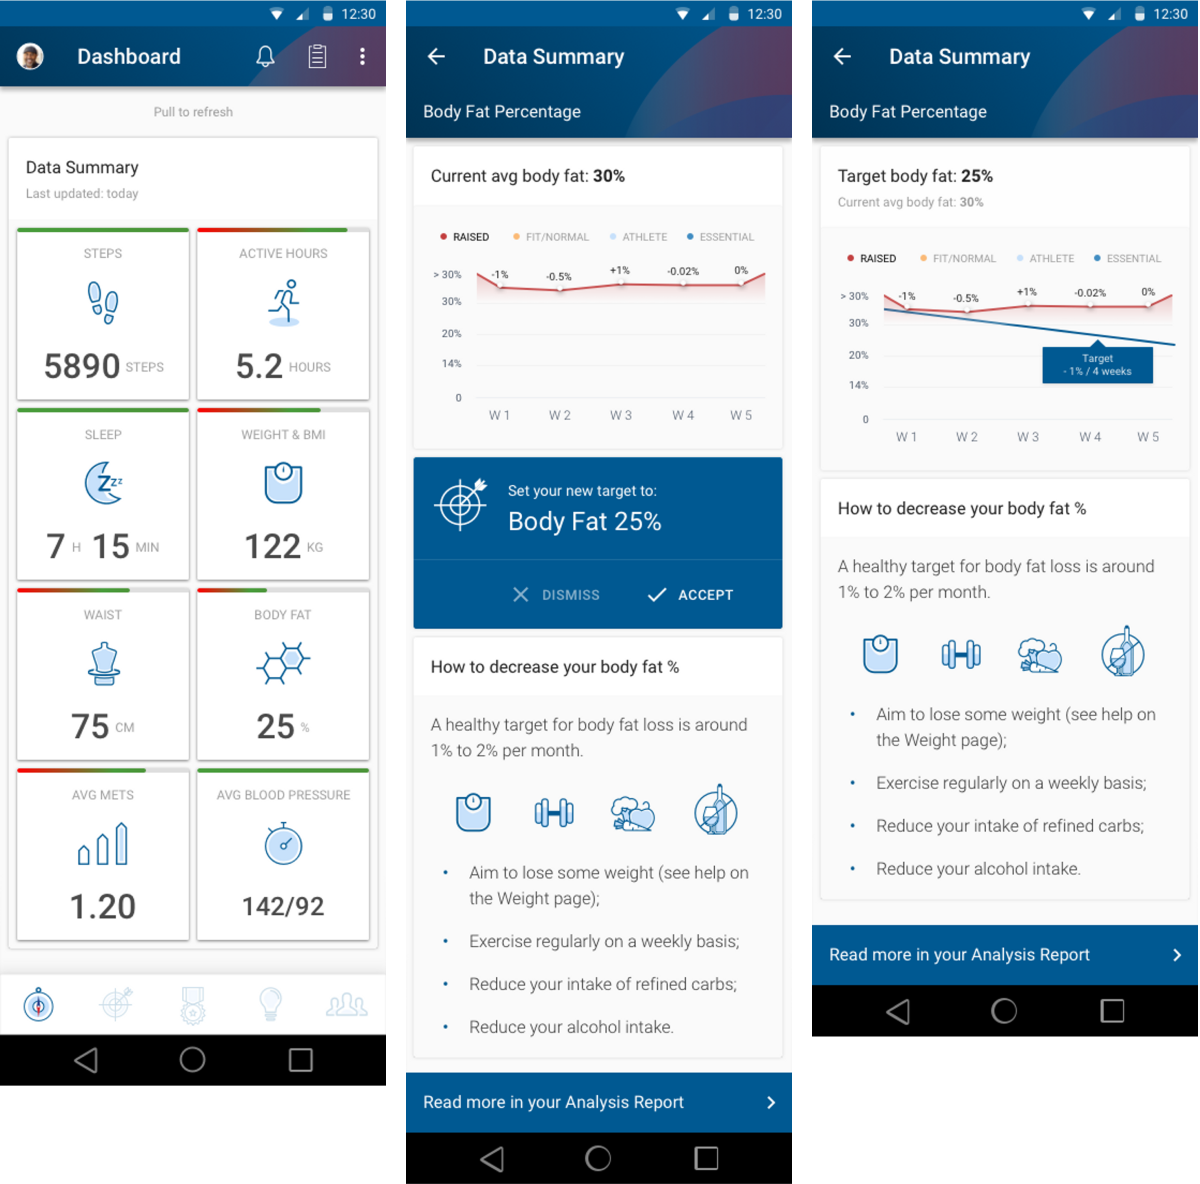 12:30
Dashboard
Pull to refresh
Data Summary
Last updated: today
STEPS
5890 STEPS
ACTIVE HOURS
5.2 HOURS
SLEEP
Zzz
7 H 15 MIN
WEIGHT & BMI
122 KG
WAIST
75 CM
BODY FAT
25 %
AVG METS
1.20
AVG BLOOD PRESSURE
142/92
12:30
Data Summary
Body Fat Percentage
Current avg body fat: 30%
RAISED FIT/NORMAL ATHLETE ESSENTIAL
> 30%
-1% -0.5% +1% -0.02% 0%
30%
20%
14%
0
W 1 W 2 W 3 W 4 W 5
Set your new target to:
Body Fat 25%
DISMISS ACCEPT
How to decrease your body fat %
A healthy target for body fat loss is around
1% to 2% per month.
• Aim to lose some weight (see help on
the Weight page);
• Exercise regularly on a weekly basis;
• Reduce your intake of refined carbs;
• Reduce your alcohol intake.
Read more in your Analysis Report
12:30
Data Summary
Body Fat Percentage
Target body fat: 25%
Current avg body fat: 30%
RAISED FIT/NORMAL ATHLETE ESSENTIAL
> 30%
-1% -0.5% +1% -0.02% 0%
30%
20%
14%
0
Target
- 1% / 4 weeks
W 1 W 2 W 3 W 4 W 5
How to decrease your body fat %
A healthy target for body fat loss is around
1% to 2% per month.
• Aim to lose some weight (see help on
the Weight page);
• Exercise regularly on a weekly basis;
• Reduce your intake of refined carbs;
• Reduce your alcohol intake.
Read more in your Analysis Report